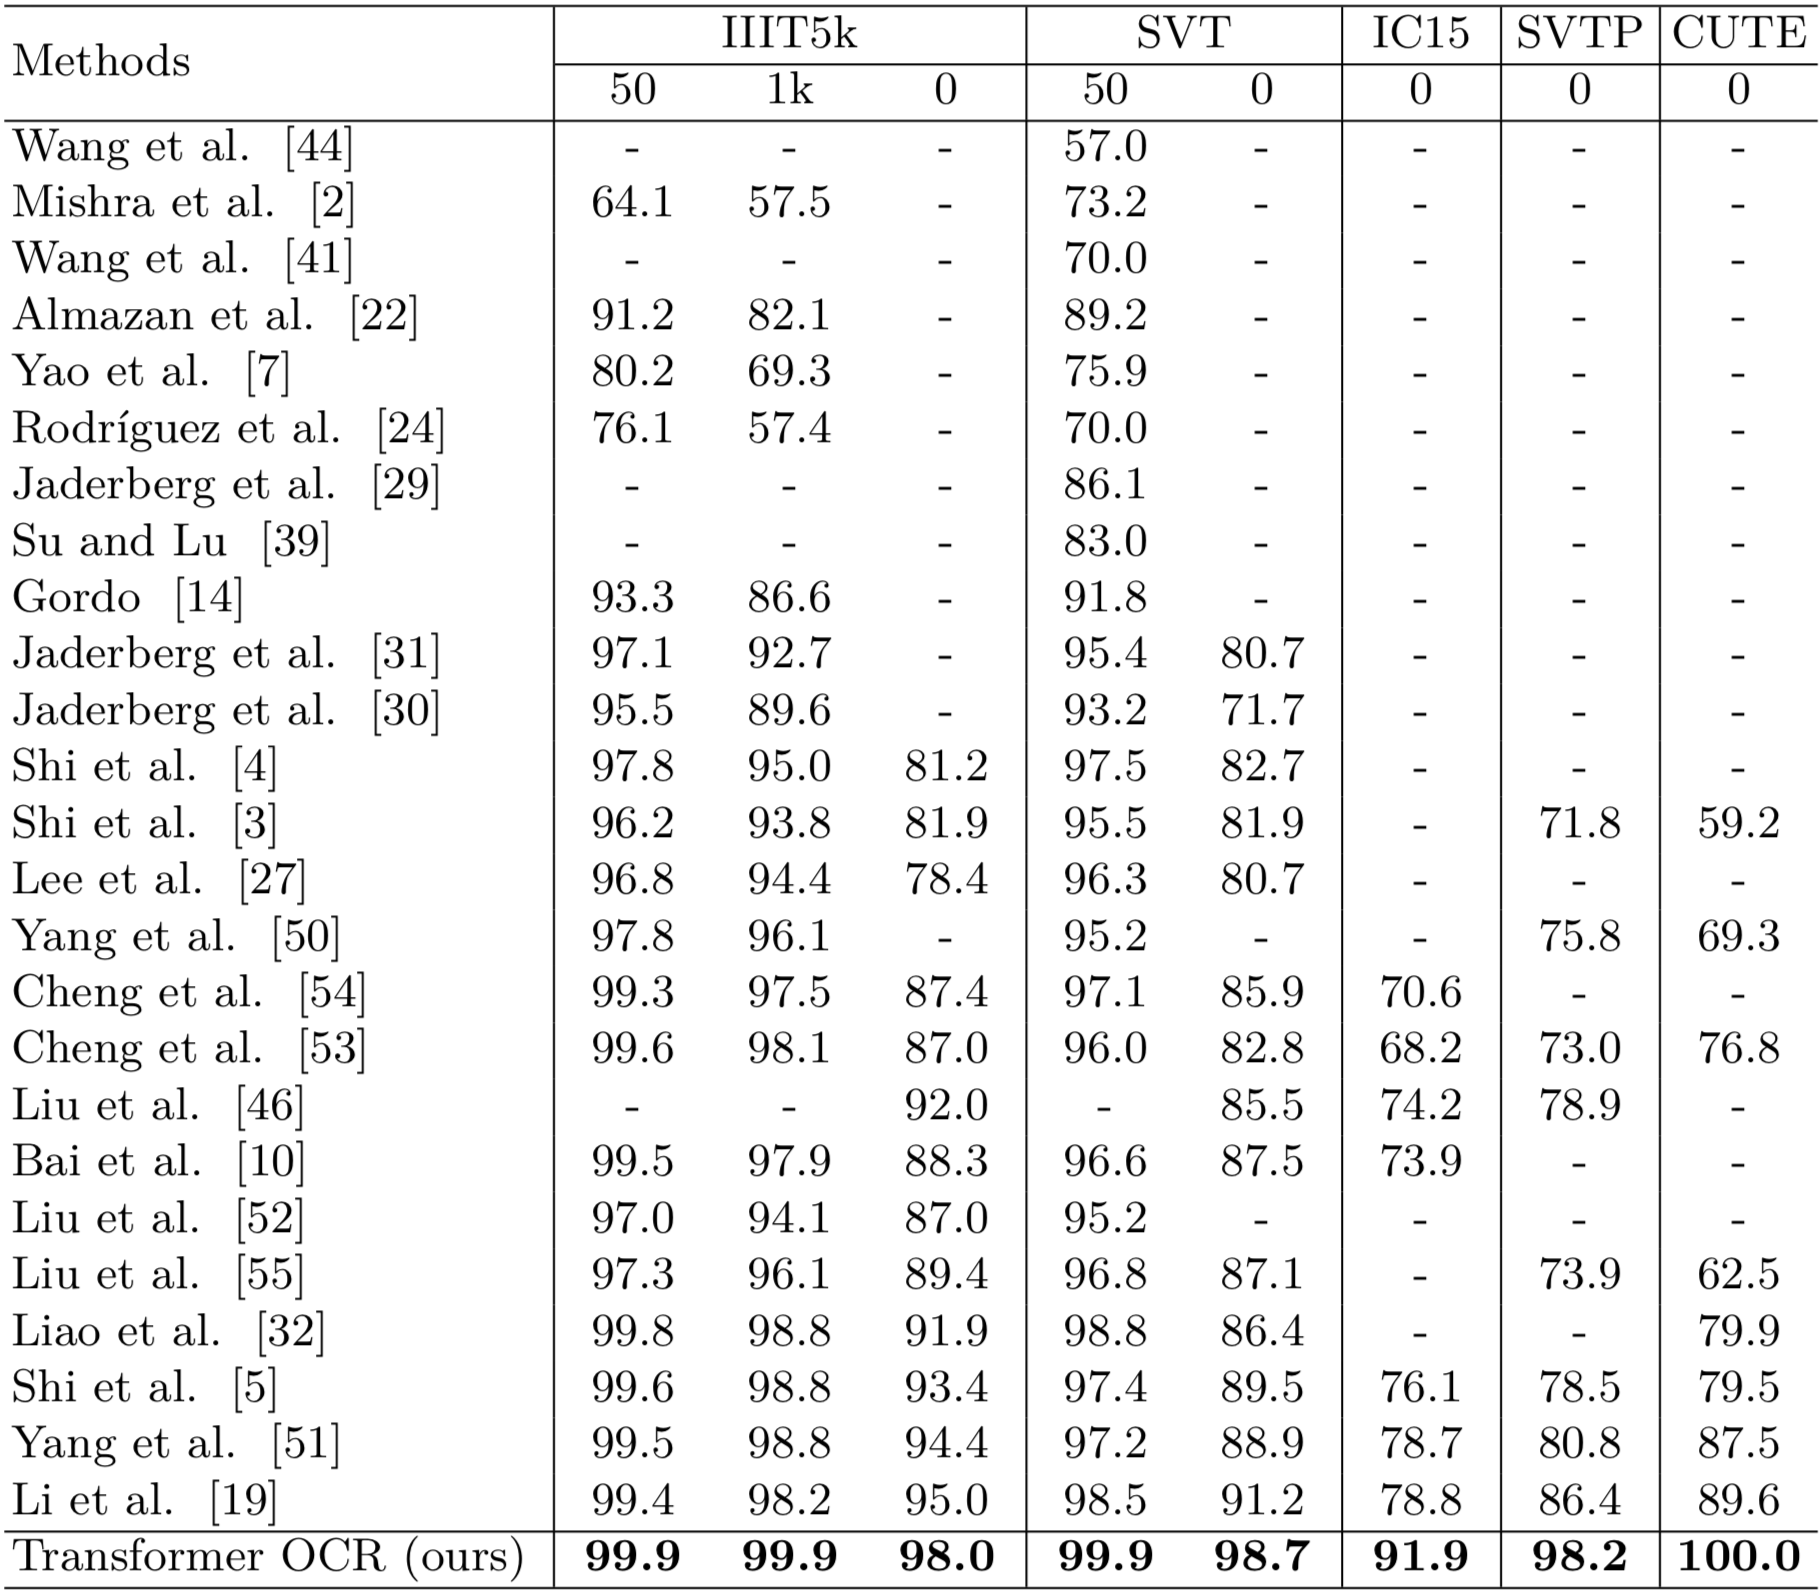 Methods IIIT5k SVT IC15 SVTP CUTE
50 1k 0 50 0 0 0 0
Wang et al. [44] - - - 57.0 - - - -
Mishra et al. [2] 64.1 57.5 - 73.2 - - - -
Wang et al. [41] - - - 70.0 - - - -
Almazan et al. [22] 91.2 82.1 - 89.2 - - - -
Yao et al. [7] 80.2 69.3 - 75.9 - - - -
Rodríguez et al. [24] 76.1 57.4 - 70.0 - - - -
Jaderberg et al. [29] - - - 86.1 - - - -
Su and Lu [39] - - - 83.0 - - - -
Gordo [14] 93.3 86.6 - 91.8 - - - -
Jaderberg et al. [31] 97.1 92.7 - 95.4 80.7 - - -
Jaderberg et al. [30] 95.5 89.6 - 93.2 71.7 - - -
Shi et al. [4] 97.8 95.0 81.2 97.5 82.7 - - -
Shi et al. [3] 96.2 93.8 81.9 95.5 81.9 - 71.8 59.2
Lee et al. [27] 96.8 94.4 78.4 96.3 80.7 - - -
Yang et al. [50] 97.8 96.1 - 95.2 - - 75.8 69.3
Cheng et al. [54] 99.3 97.5 87.4 97.1 85.9 70.6 - -
Cheng et al. [53] 99.6 98.1 87.0 96.0 82.8 68.2 73.0 76.8
Liu et al. [46] - - 92.0 - 85.5 74.2 78.9 -
Bai et al. [10] 99.5 97.9 88.3 96.6 87.5 73.9 - -
Liu et al. [52] 97.0 94.1 87.0 95.2 - - - -
Liu et al. [55] 97.3 96.1 89.4 96.8 87.1 - 73.9 62.5
Liao et al. [32] 99.8 98.8 91.9 98.8 86.4 - - 79.9
Shi et al. [5] 99.6 98.8 93.4 97.4 89.5 76.1 78.5 79.5
Yang et al. [51] 99.5 98.8 94.4 97.2 88.9 78.7 80.8 87.5
Li et al. [19] 99.4 98.2 95.0 98.5 91.2 78.8 86.4 89.6
Transformer OCR (ours) 99.9 99.9 98.0 99.9 98.7 91.9 98.2 100.0